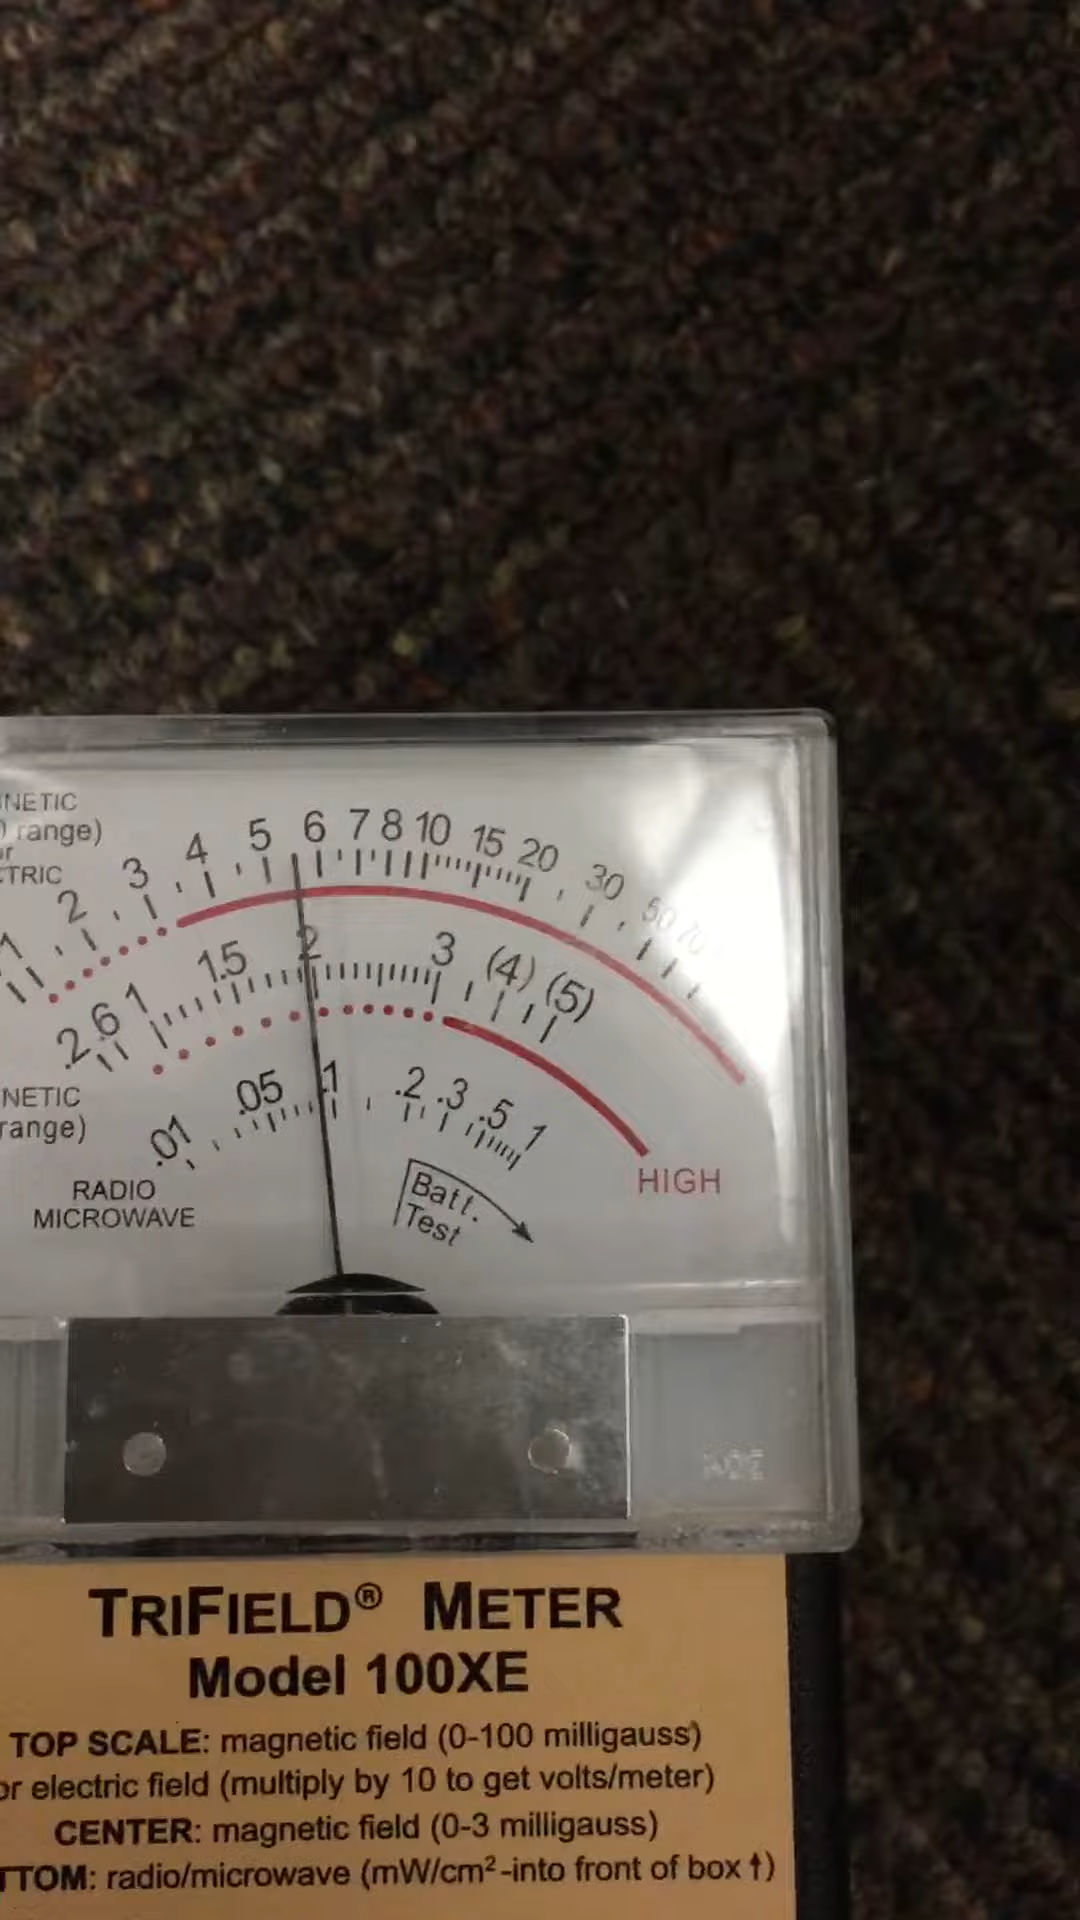 NETIC
range)
or
CTRIC
1 2 3 4 5 6 7 8 10 15 20 30 50 70
.2 .6 1 1.5 2 3 (4) (5)
NETIC
range)
.01 .05 .1 .2 .3 .5 1
RADIO
MICROWAVE
Batt.
Test
HIGH
TRIFIELD® METER
Model 100XE
TOP SCALE: magnetic field (0-100 milligauss)
or electric field (multiply by 10 to get volts/meter)
CENTER: magnetic field (0-3 milligauss)
TTOM: radio/microwave (mW/cm²-into front of box ↑)